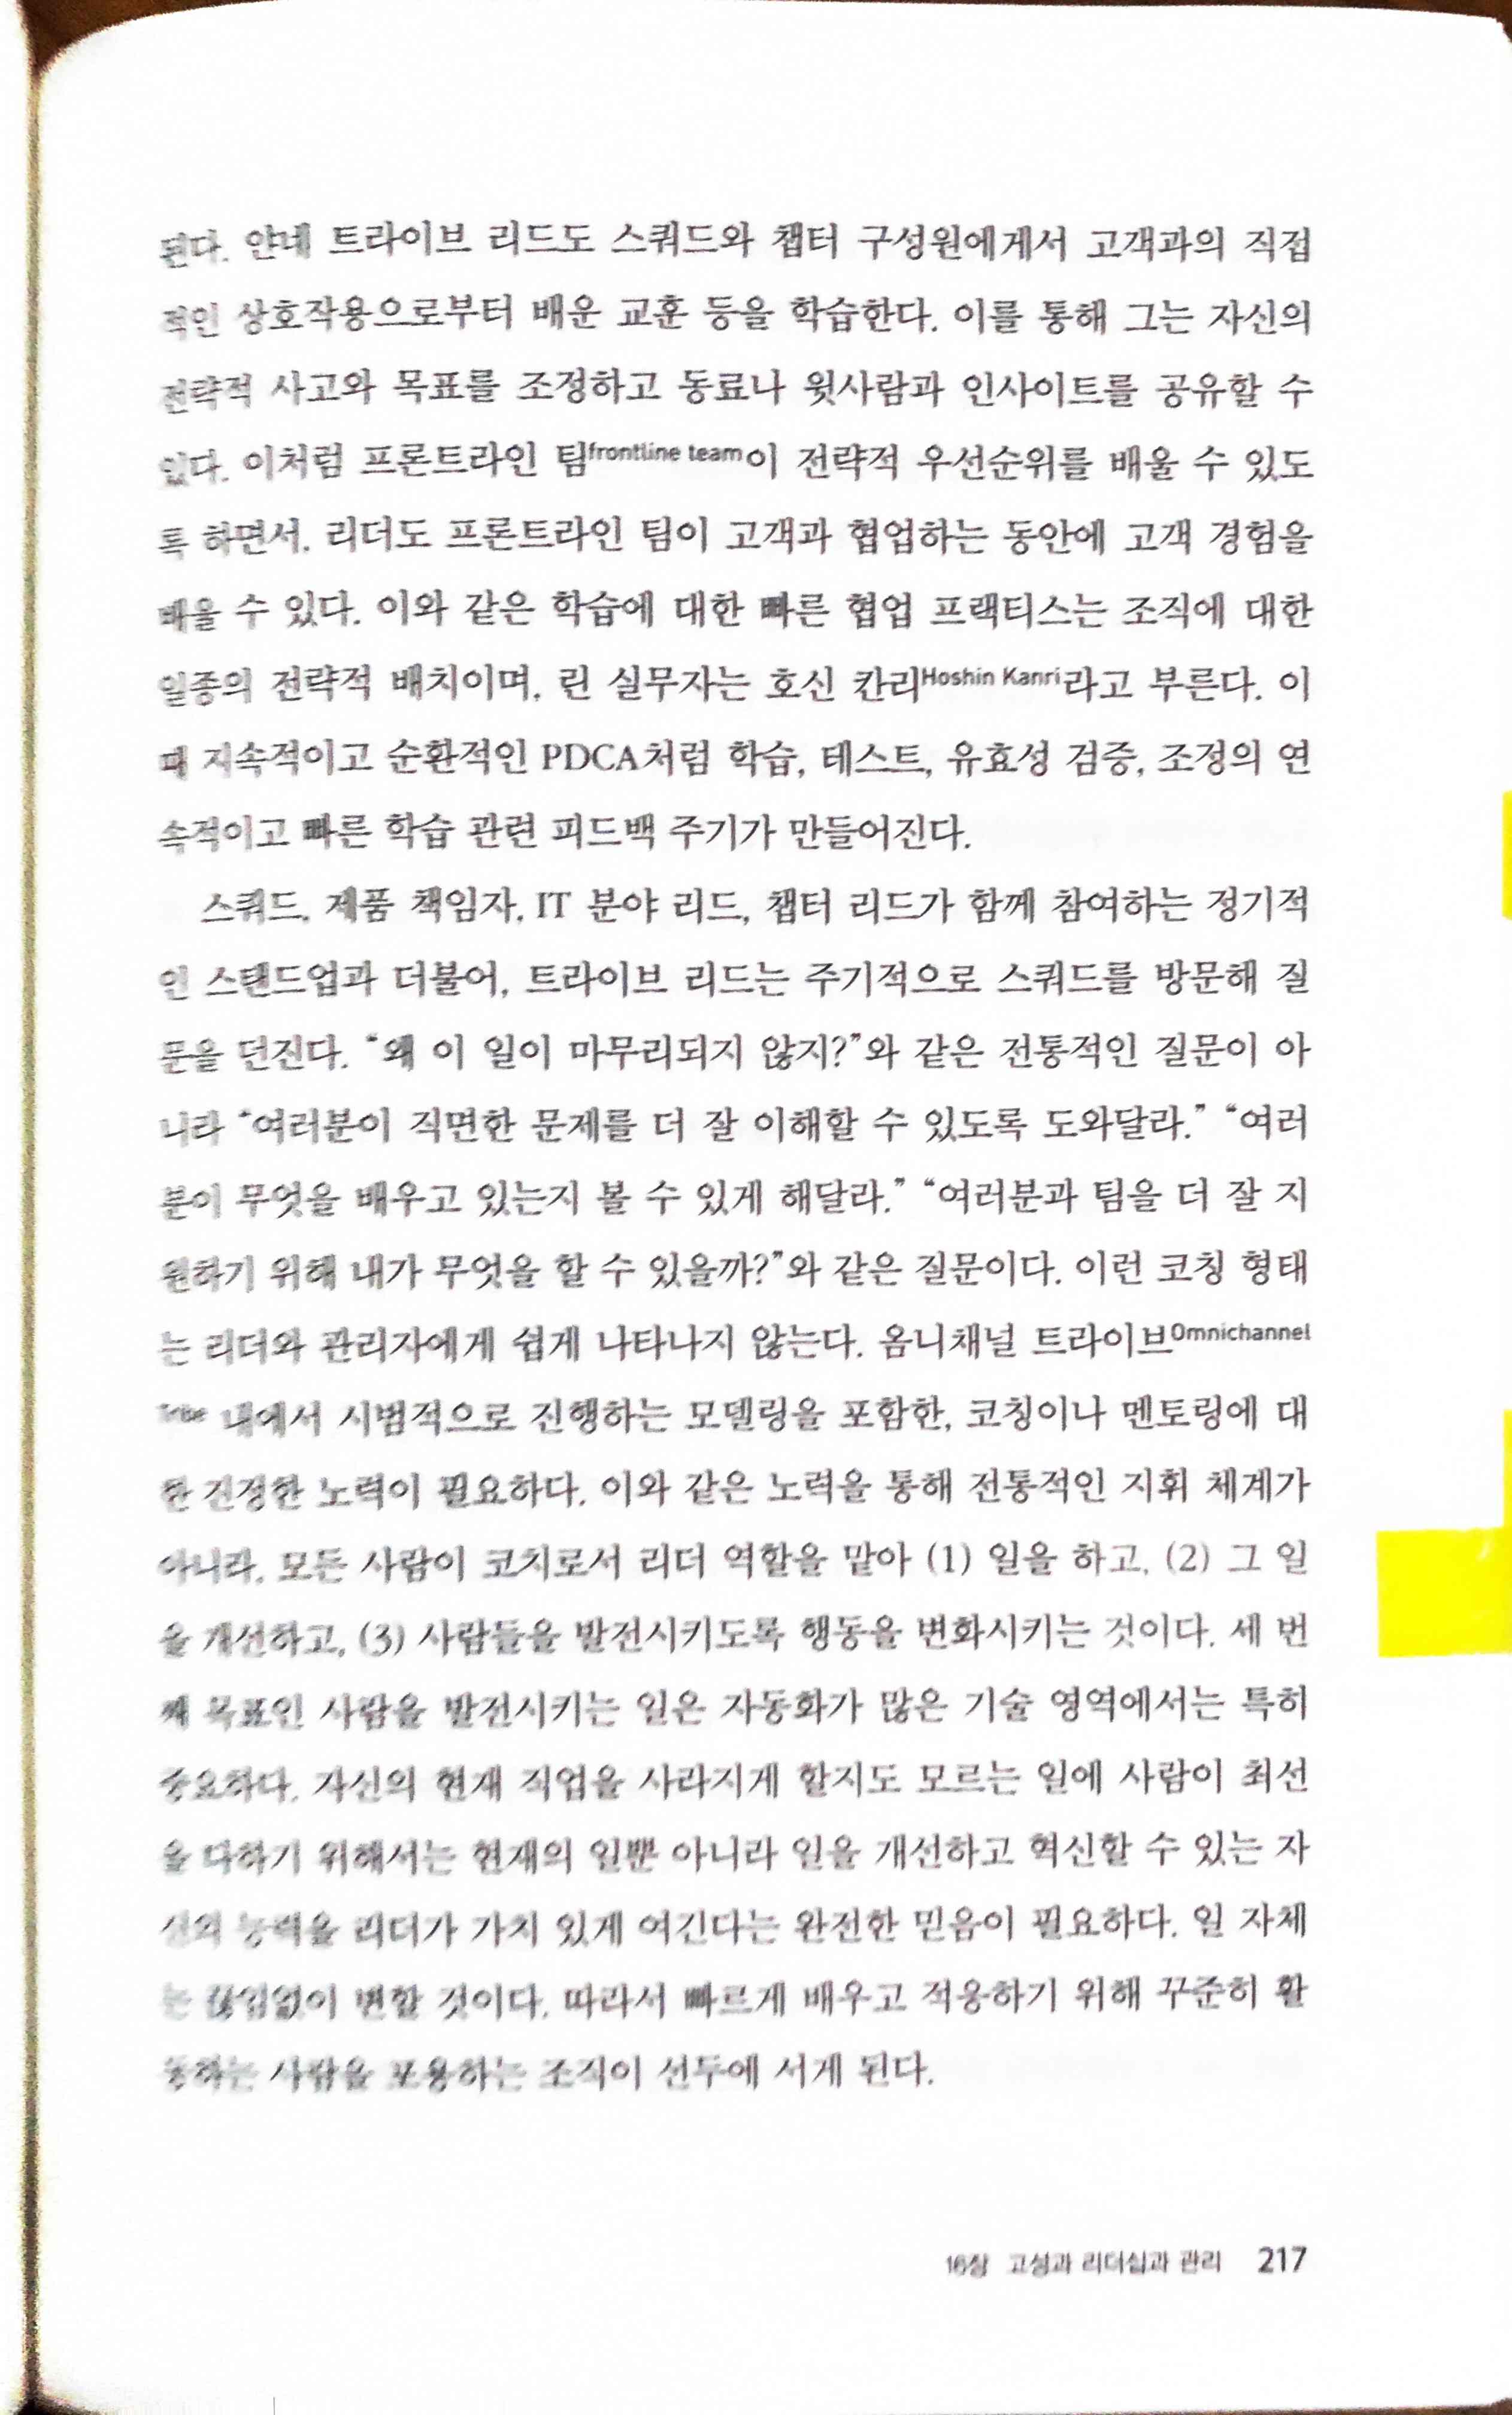 된다. 얀네 트라이브 리드도 스쿼드와 챕터 구성원에게서 고객과의 직접
적인 상호작용으로부터 배운 교훈 등을 학습한다. 이를 통해 그는 자신의
전략적 사고와 목표를 조정하고 동료나 윗사람과 인사이트를 공유할 수
있다. 이처럼 프론트라인 팀frontline team이 전략적 우선순위를 배울 수 있도
록 하면서, 리더도 프론트라인 팀이 고객과 협업하는 동안에 고객 경험을
배울 수 있다. 이와 같은 학습에 대한 빠른 협업 프랙티스는 조직에 대한
일종의 전략적 배치이며, 린 실무자는 호신 칸리Hoshin Kanri라고 부른다. 이
때 지속적이고 순환적인 PDCA처럼 학습, 테스트, 유효성 검증, 조정의 연
속적이고 빠른 학습 관련 피드백 주기가 만들어진다.
스쿼드, 제품 책임자, IT 분야 리드, 챕터 리드가 함께 참여하는 정기적
인 스탠드업과 더불어, 트라이브 리드는 주기적으로 스쿼드를 방문해 질
문을 던진다. “왜 이 일이 마무리되지 않지?”와 같은 전통적인 질문이 아
니라 “여러분이 직면한 문제를 더 잘 이해할 수 있도록 도와달라.” “여러
분이 무엇을 배우고 있는지 볼 수 있게 해달라.” “여러분과 팀을 더 잘 지
원하기 위해 내가 무엇을 할 수 있을까?”와 같은 질문이다. 이런 코칭 형태
는 리더와 관리자에게 쉽게 나타나지 않는다. 옴니채널 트라이브Omnichannel
Tribe 내에서 시범적으로 진행하는 모델링을 포함한, 코칭이나 멘토링에 대
한 진정한 노력이 필요하다. 이와 같은 노력을 통해 전통적인 지휘 체계가
아니라, 모든 사람이 코치로서 리더 역할을 맡아 (1) 일을 하고, (2) 그 일
을 개선하고, (3) 사람들을 발전시키도록 행동을 변화시키는 것이다. 세 번
째 목표인 사람을 발전시키는 일은 자동화가 많은 기술 영역에서는 특히
중요하다. 자신의 현재 직업을 사라지게 할지도 모르는 일에 사람이 최선
을 다하기 위해서는 현재의 일뿐 아니라 일을 개선하고 혁신할 수 있는 자
신의 능력을 리더가 가치 있게 여긴다는 완전한 믿음이 필요하다. 일 자체
는 끊임없이 변할 것이다. 따라서 빠르게 배우고 적응하기 위해 꾸준히 활
동하는 사람을 포용하는 조직이 선두에 서게 된다.
16장 고성과 리더십과 관리 217